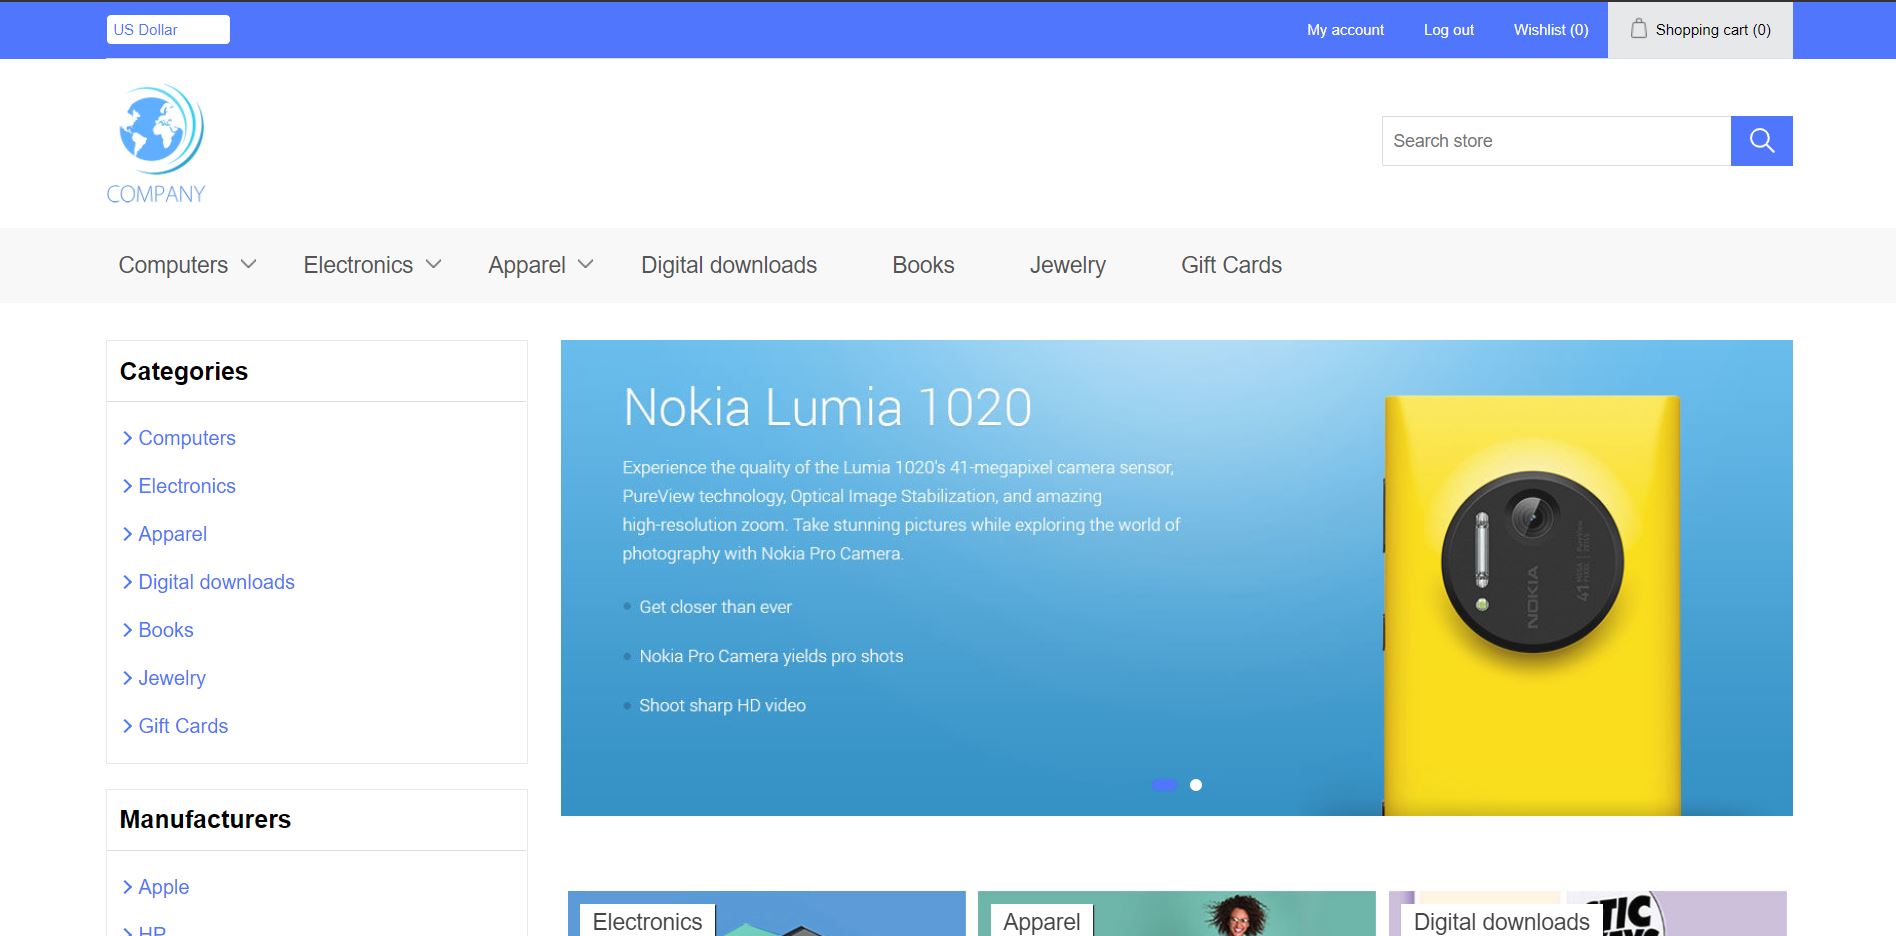 US Dollar
My account
Log out
Wishlist (0)
Shopping cart (0)
COMPANY
Search store
Computers
Electronics
Apparel
Digital downloads
Books
Jewelry
Gift Cards
Categories
Computers
Electronics
Apparel
Digital downloads
Books
Jewelry
Gift Cards
Manufacturers
Apple
HP
Nokia Lumia 1020
Experience the quality of the Lumia 1020's 41-megapixel camera sensor,
PureView technology, Optical Image Stabilization, and amazing
high-resolution zoom. Take stunning pictures while exploring the world of
photography with Nokia Pro Camera.
Get closer than ever
Nokia Pro Camera yields pro shots
Shoot sharp HD video
NOKIA
41
Electronics
Apparel
Digital downloads